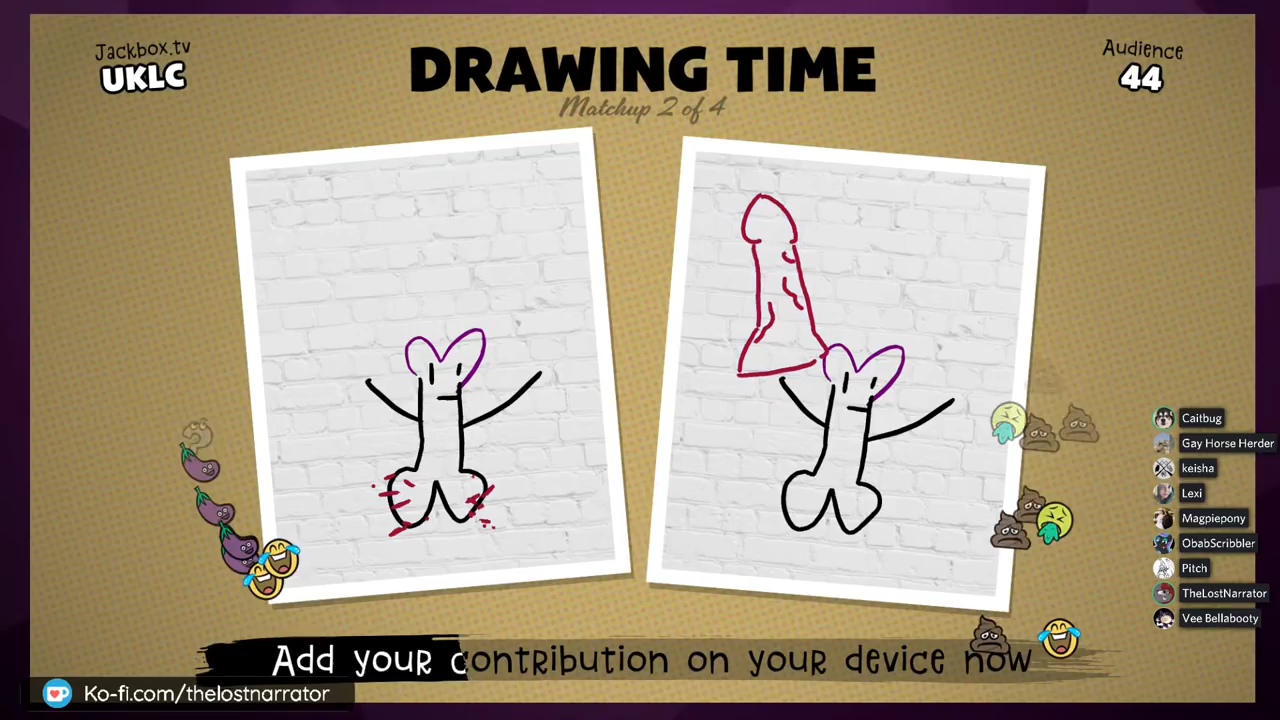 Jackbox.tv
UKLC
DRAWING TIME
Matchup 2 of 4
Audience
44
Caitbug
Gay Horse Herder
keisha
Lexi
Magpiepony
ObabScribbler
Pitch
TheLostNarrator
Vee Bellabooty
Add your contribution on your device now
Ko-fi.com/thelostnarrator